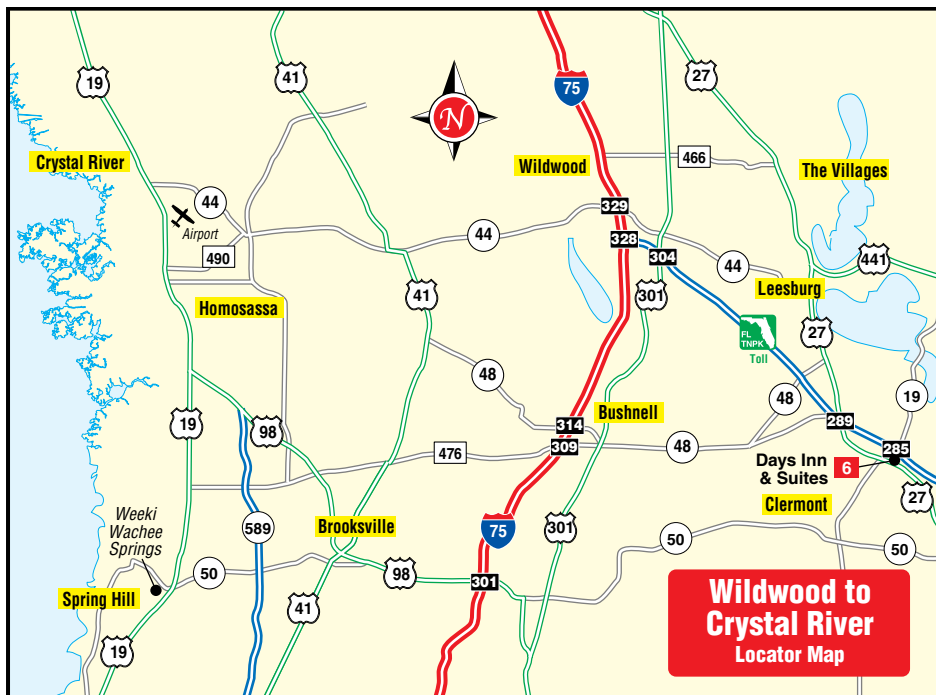 19
41
75
27
N
Crystal River
Wildwood
466
The Villages
44
Airport
329
44
328
304
44
490
441
Homosassa
41
301
Leesburg
27
FL
TNPK
Toll
48
19
19
98
Bushnell
48
314
309
48
289
476
285
Days Inn
& Suites
6
27
Clermont
Weeki
Wachee
Springs
589
Brooksville
75
301
50
50
50
98
301
Spring Hill
41
19
Wildwood to
Crystal River
Locator Map